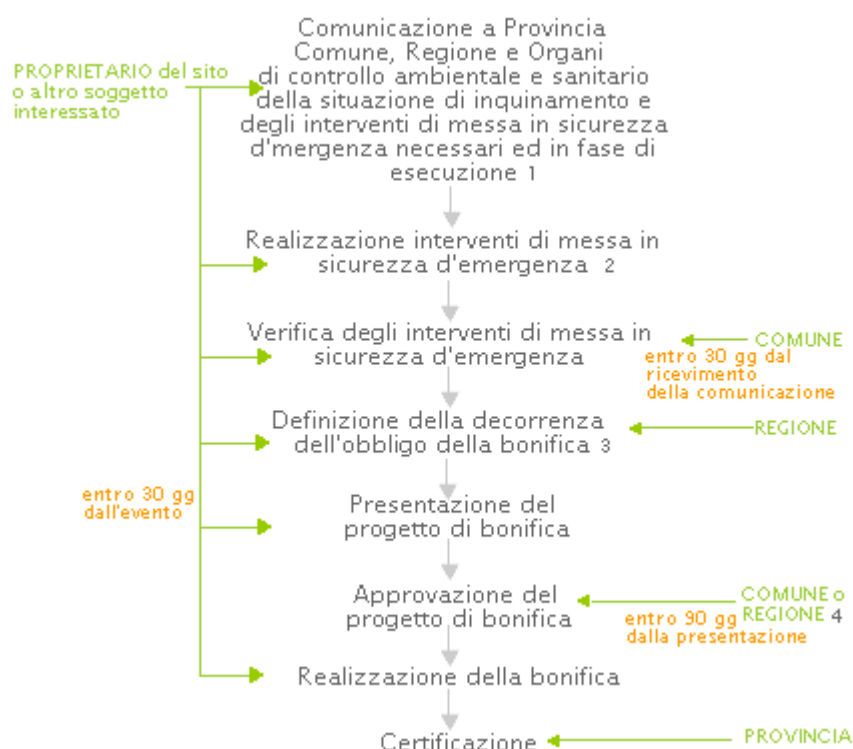 Comunicazione a Provincia
Comune, Regione e Organi
di controllo ambientale e sanitario
della situazione di inquinamento e
degli interventi di messa in sicurezza
d'mergenza necessari ed in fase di
esecuzione 1
PROPRIETARIO del sito
o altro soggetto
interessato
Realizzazione interventi di messa in
sicurezza d'emergenza 2
Verifica degli interventi di messa in
sicurezza d'emergenza
COMUNE
entro 30 gg dal
ricevimento
della comunicazione
Definizione della decorrenza
dell'obbligo della bonifica 3
REGIONE
entro 30 gg
dall'evento
Presentazione del
progetto di bonifica
Approvazione del
progetto di bonifica
COMUNE o
REGIONE 4
entro 90 gg
dalla presentazione
Realizzazione della bonifica
Certificazione
PROVINCIA